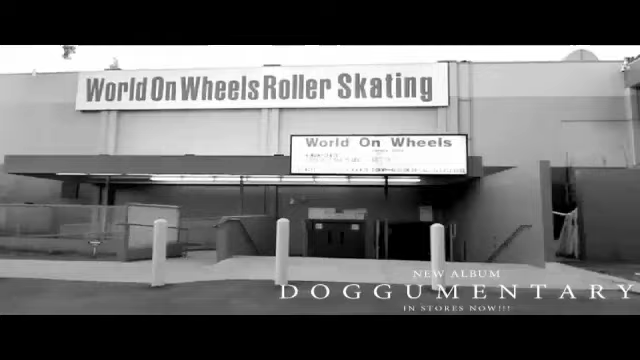 World On Wheels Roller Skating
World On Wheels
NEW ALBUM
DOGGUMENTARY
IN STORES NOW!!!